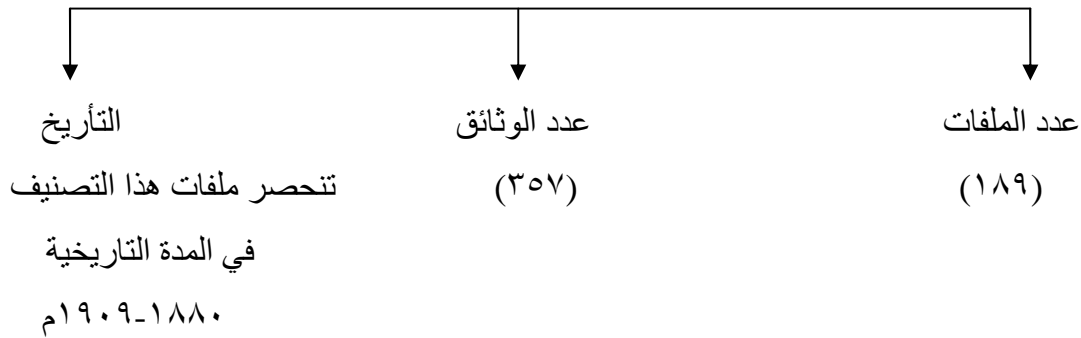 عدد الملفات
(١٨٩)
عدد الوثائق
(٣٥٧)
التأريخ
تنحصر ملفات هذا التصنيف
في المدة التاريخية
١٨٨٠-١٩٠٩م